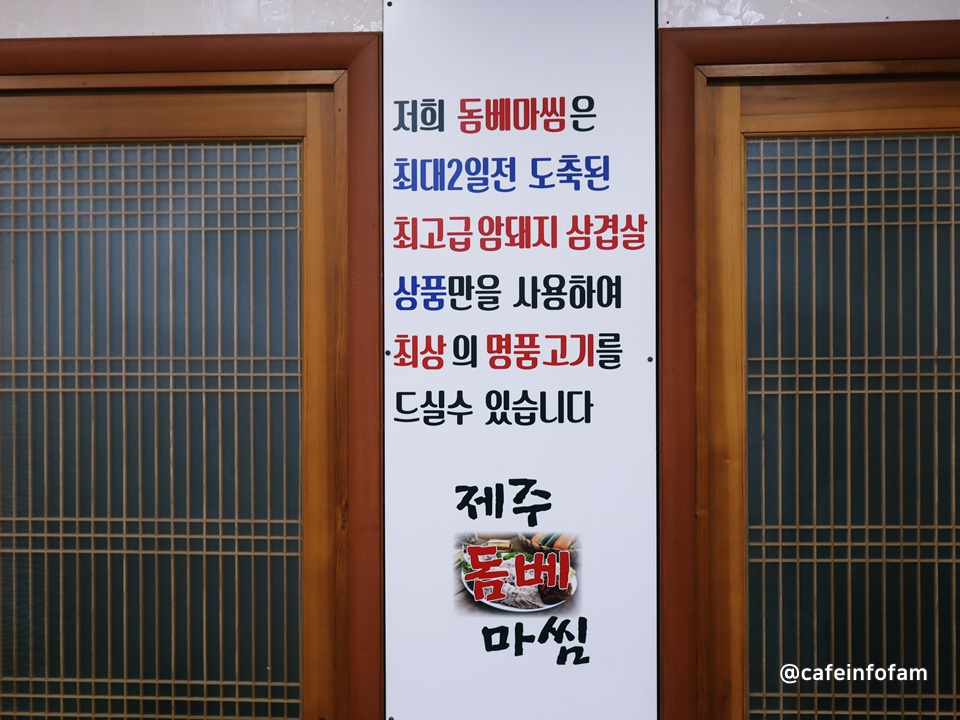 저희 돔베마씸은
최대2일전 도축된
최고급 암돼지 삼겹살
상품만을 사용하여
최상의 명품고기를
드실수 있습니다
제주
돔베
마씸
@cafeinfofam